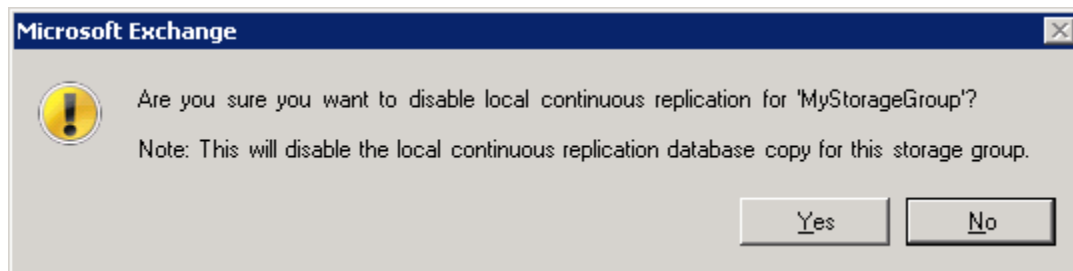 Microsoft Exchange
Are you sure you want to disable local continuous replication for 'MyStorageGroup'?
Note: This will disable the local continuous replication database copy for this storage group.
Yes
No